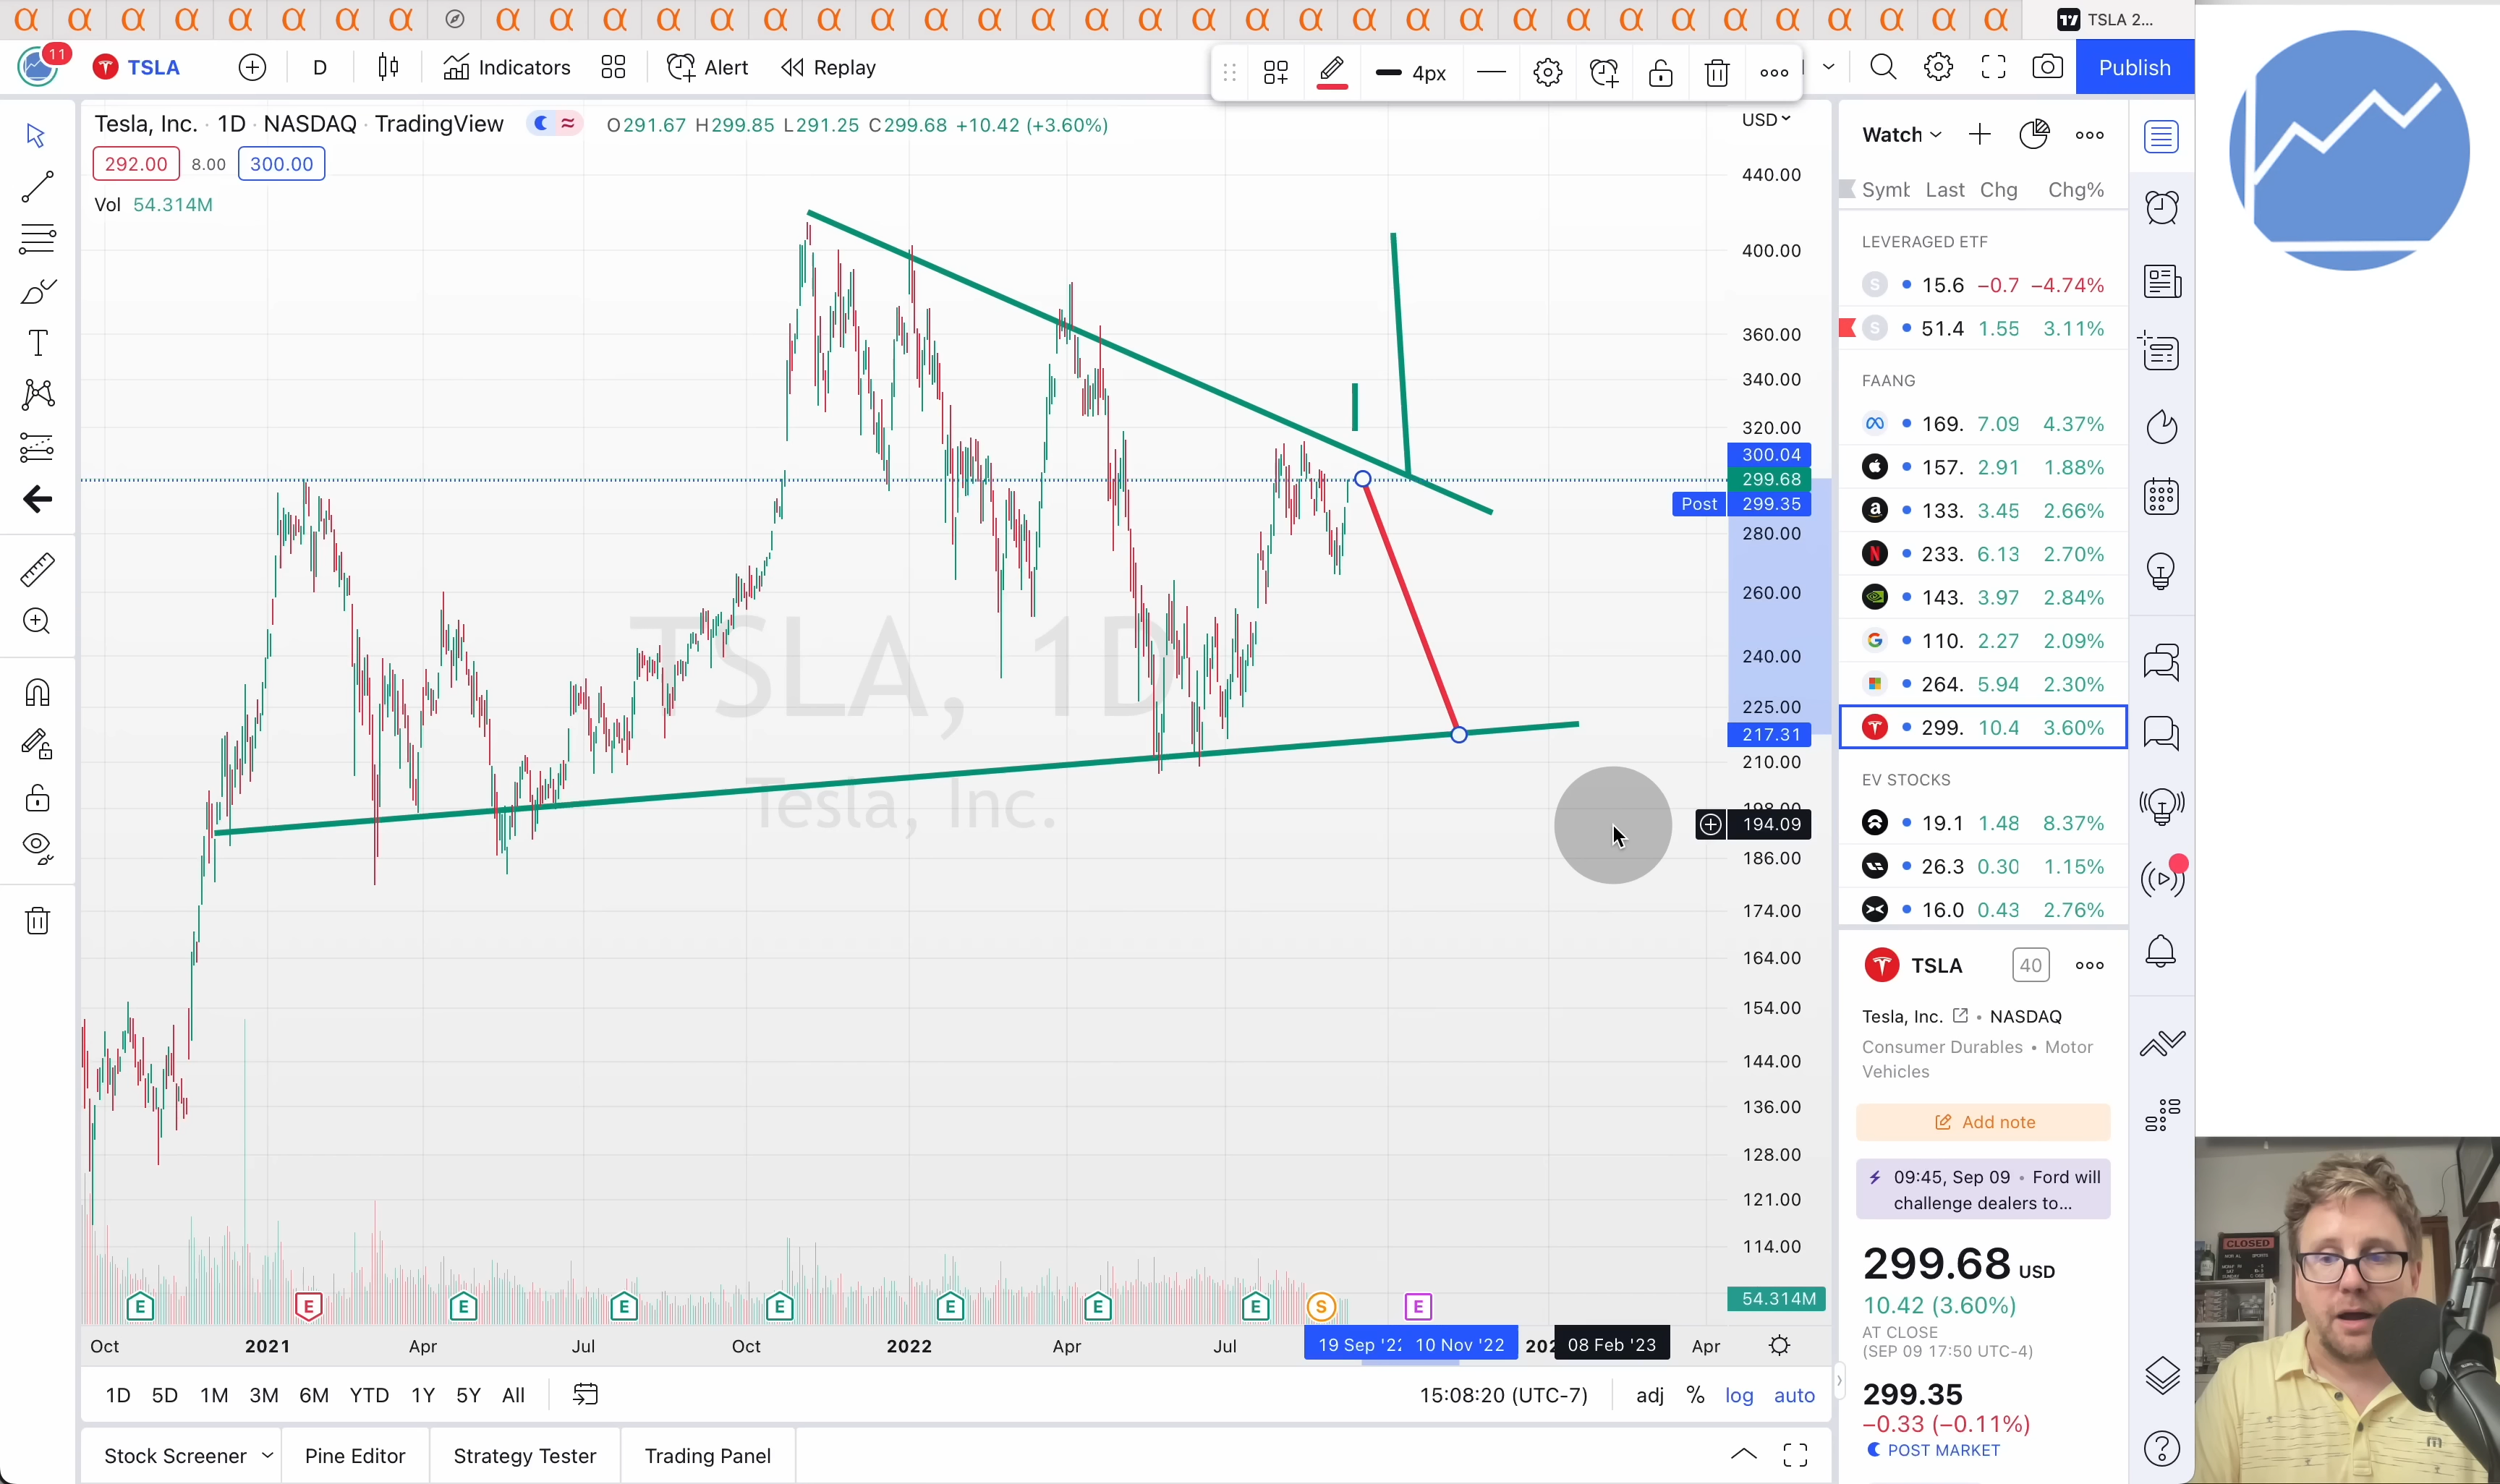 TSLA 2...
11
TSLA
D
Indicators
Alert
Replay
4px
Publish
Tesla, Inc. · 1D · NASDAQ · TradingView
O291.67 H299.85 L291.25 C299.68 +10.42 (+3.60%)
292.00
8.00
300.00
Vol 54.314M
USD
440.00
400.00
360.00
340.00
320.00
300.04
299.68
Post 299.35
280.00
260.00
240.00
225.00
217.31
210.00
198.00
194.09
186.00
174.00
164.00
154.00
144.00
136.00
128.00
121.00
114.00
54.314M
TSLA, 1D
Tesla, Inc.
E
E
E
E
E
E
E
E
S
E
Oct
2021
Apr
Jul
Oct
2022
Apr
Jul
19 Sep '22
10 Nov '22
202
08 Feb '23
Apr
1D 5D 1M 3M 6M YTD 1Y 5Y All
15:08:20 (UTC-7)
adj % log auto
Stock Screener
Pine Editor
Strategy Tester
Trading Panel
Watch
Symb Last Chg Chg%
LEVERAGED ETF
S 15.6 −0.7 −4.74%
S 51.4 1.55 3.11%
FAANG
169. 7.09 4.37%
157. 2.91 1.88%
133. 3.45 2.66%
233. 6.13 2.70%
143. 3.97 2.84%
110. 2.27 2.09%
264. 5.94 2.30%
299. 10.4 3.60%
EV STOCKS
19.1 1.48 8.37%
26.3 0.30 1.15%
16.0 0.43 2.76%
TSLA
40
Tesla, Inc. • NASDAQ
Consumer Durables • Motor
Vehicles
Add note
09:45, Sep 09 • Ford will
challenge dealers to...
299.68 USD
10.42 (3.60%)
AT CLOSE
(SEP 09 17:50 UTC-4)
299.35
−0.33 (−0.11%)
POST MARKET
CLOSED